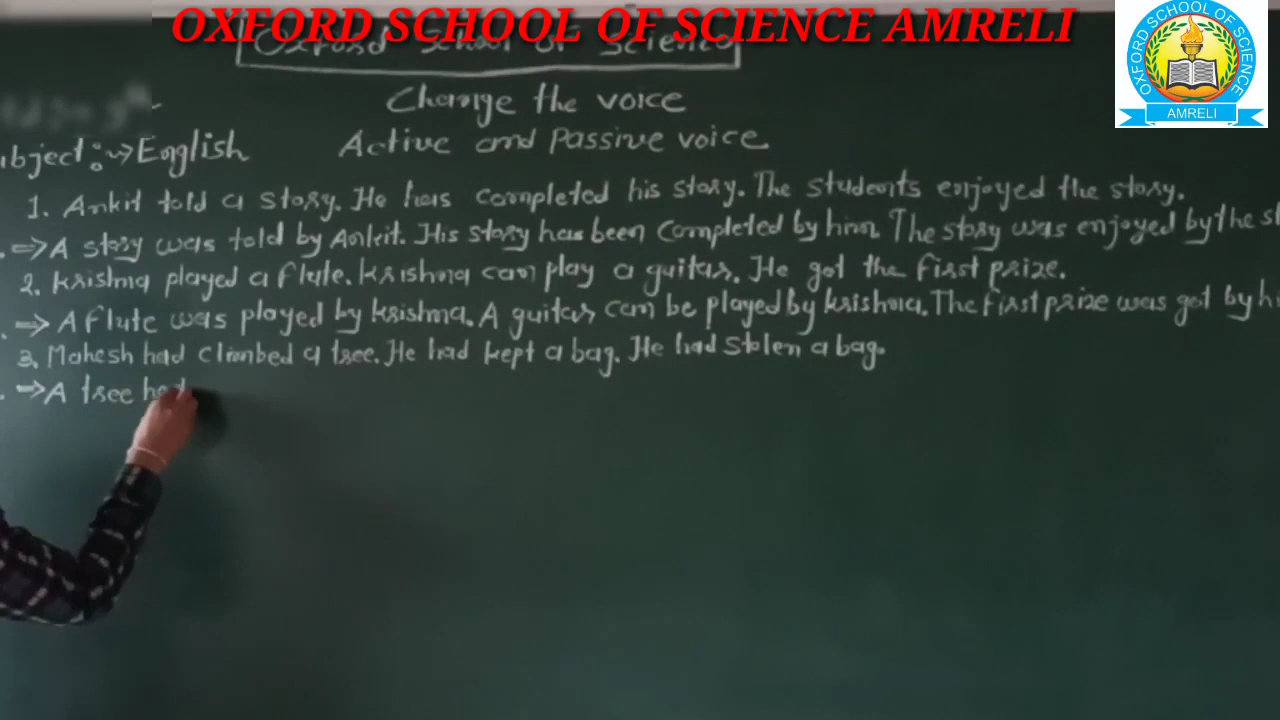 OXFORD SCHOOL OF SCIENCE AMRELI
Oxford School of Science
OXFORD SCHOOL OF SCIENCE
AMRELI
Change the voice
ubject:→English
Active and Passive voice
1. Ankit told a story. He has completed his story. The students enjoyed the story.
⇒A story was told by Ankit. His story has been completed by him. The story was enjoyed by the s
2. Krishna played a flute. Krishna can play a guitar. He got the first prize.
⇒A flute was played by Krishna. A guitar can be played by Krishna. The first prize was got by h
3. Mahesh had climbed a tree. He had kept a bag. He had stolen a bag.
⇒A tree had